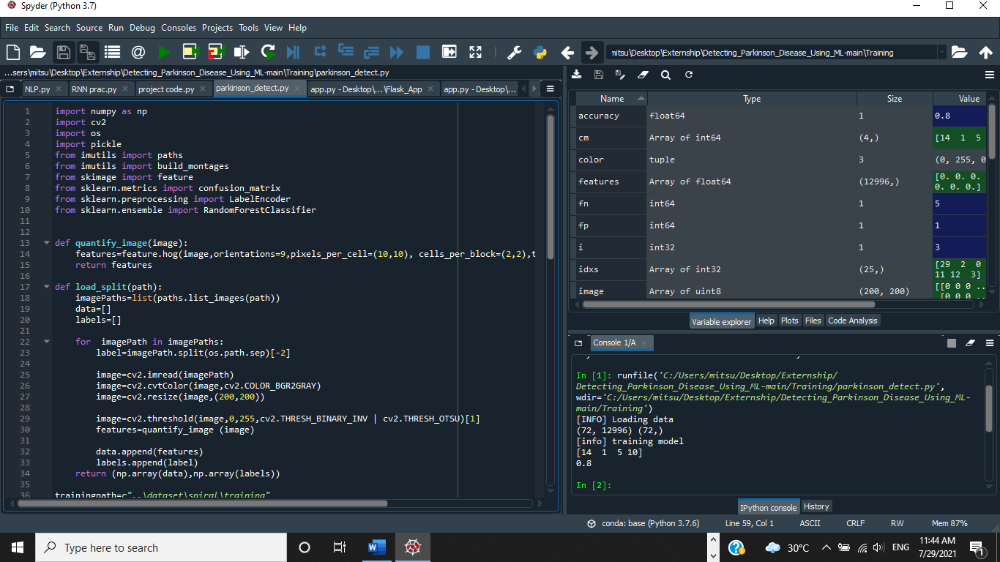 Spyder (Python 3.7)
File Edit Search Source Run Debug Consoles Projects Tools View Help
nitsu\Desktop\Externship\Detecting_Parkinson_Disease_Using_ML-main\Training
...sers\mitsu\Desktop\Externship\Detecting_Parkinson_Disease_Using_ML-main\Training\parkinson_detect.py
NLP.py RNN prac.py project code.py parkinson_detect.py app.py - Desktop\...\Flask_App app.py - Desktop\...
1 import numpy as np
2 import cv2
3 import os
4 import pickle
5 from imutils import paths
6 from imutils import build_montages
7 from skimage import feature
8 from sklearn.metrics import confusion_matrix
9 from sklearn.preprocessing import LabelEncoder
10 from sklearn.ensemble import RandomForestClassifier
11
12
13 def quantify_image(image):
14 features=feature.hog(image,orientations=9,pixels_per_cell=(10,10), cells_per_block=(2,2),t
15 return features
16
17 def load_split(path):
18 imagePaths=list(paths.list_images(path))
19 data=[]
20 labels=[]
21
22 for imagePath in imagePaths:
23 label=imagePath.split(os.path.sep)[-2]
24
25 image=cv2.imread(imagePath)
26 image=cv2.cvtColor(image,cv2.COLOR_BGR2GRAY)
27 image=cv2.resize(image,(200,200))
28
29 image=cv2.threshold(image,0,255,cv2.THRESH_BINARY_INV | cv2.THRESH_OTSU)[1]
30 features=quantify_image (image)
31
32 data.append(features)
33 labels.append(label)
34 return (np.array(data),np.array(labels))
35
36 trainingpath=r"..\dataset\spiral\training"
Name Type Size Value
accuracy float64 1 0.8
cm Array of int64 (4,) [14 1 5
color tuple 3 (0, 255, 0
features Array of float64 (12996,) [0. 0. 0.
0. 0. 0.]
fn int64 1 5
fp int64 1 1
i int32 1 3
idxs Array of int32 (25,) [29 2 0
11 12 3]
image Array of uint8 (200, 200) [[0 0 0 ..
[0 0 0 ..
Variable explorer Help Plots Files Code Analysis
Console 1/A
In [1]: runfile('C:/Users/mitsu/Desktop/Externship/
Detecting_Parkinson_Disease_Using_ML-main/Training/parkinson_detect.py',
wdir='C:/Users/mitsu/Desktop/Externship/Detecting_Parkinson_Disease_Using_ML-
main/Training')
[INFO] Loading data
(72, 12996) (72,)
[info] training model
[14 1 5 10]
0.8
In [2]:
IPython console History
conda: base (Python 3.7.6) Line 59, Col 1 ASCII CRLF RW Mem 87%
Type here to search
30°C ENG
11:44 AM
7/29/2021
1